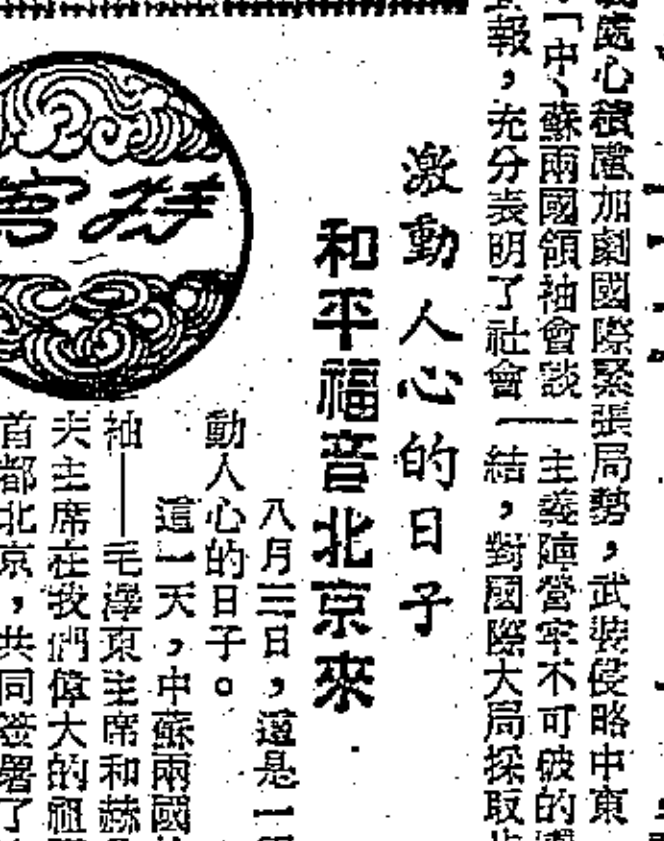 處心積慮加劇國際緊張局勢，武裝侵略中東
「中、蘇兩國領袖會談
主義陣營牢不可破的
報，充分表明了社會
結，對國際大局採取
激動人心的日子
和平福音北京來
八月三日，這是一
動人心的日子。
這一天，中蘇兩國
袖——毛澤東主席和赫
夫主席在我們偉大的祖
首都北京，共同簽署了